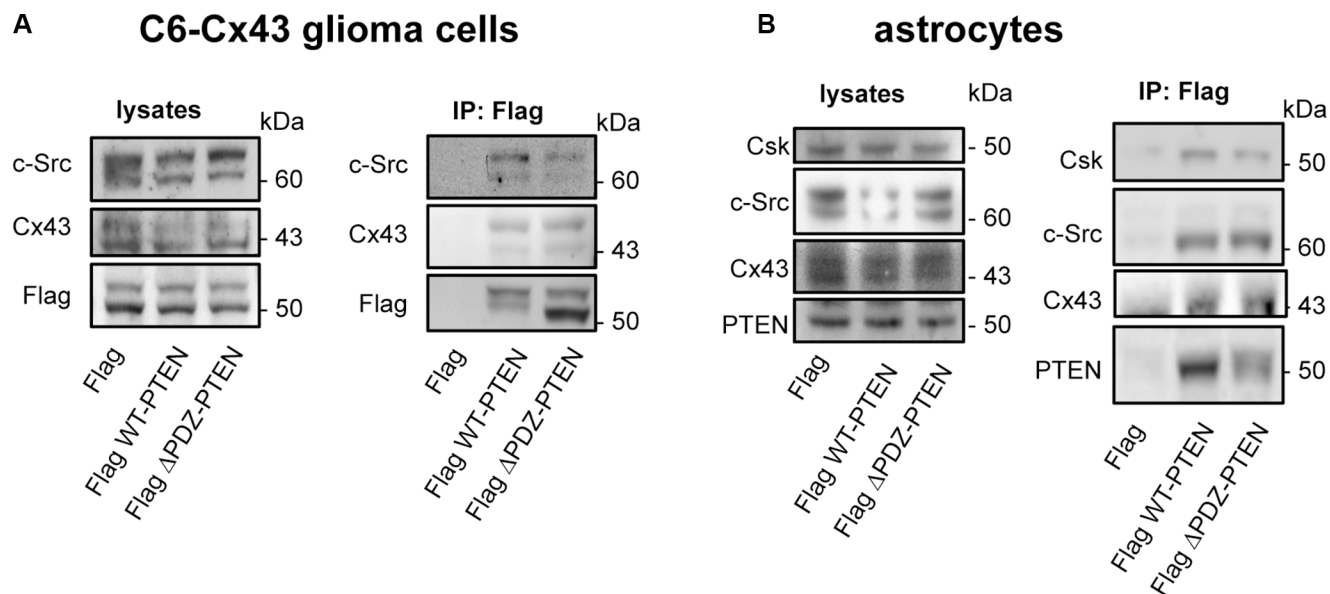 A
C6-Cx43 glioma cells
lysates
kDa
c-Src
- 60
Cx43
- 43
Flag
- 50
Flag
Flag WT-PTEN
Flag ΔPDZ-PTEN
IP: Flag
kDa
c-Src
- 60
Cx43
43
Flag
- 50
Flag
Flag WT-PTEN
Flag ΔPDZ-PTEN
B
astrocytes
lysates
kDa
Csk
- 50
c-Src
- 60
Cx43
- 43
PTEN
- 50
Flag
Flag WT-PTEN
Flag ΔPDZ-PTEN
IP: Flag
kDa
Csk
50
c-Src
- 60
Cx43
- 43
PTEN
- 50
Flag
Flag WT-PTEN
Flag ΔPDZ-PTEN